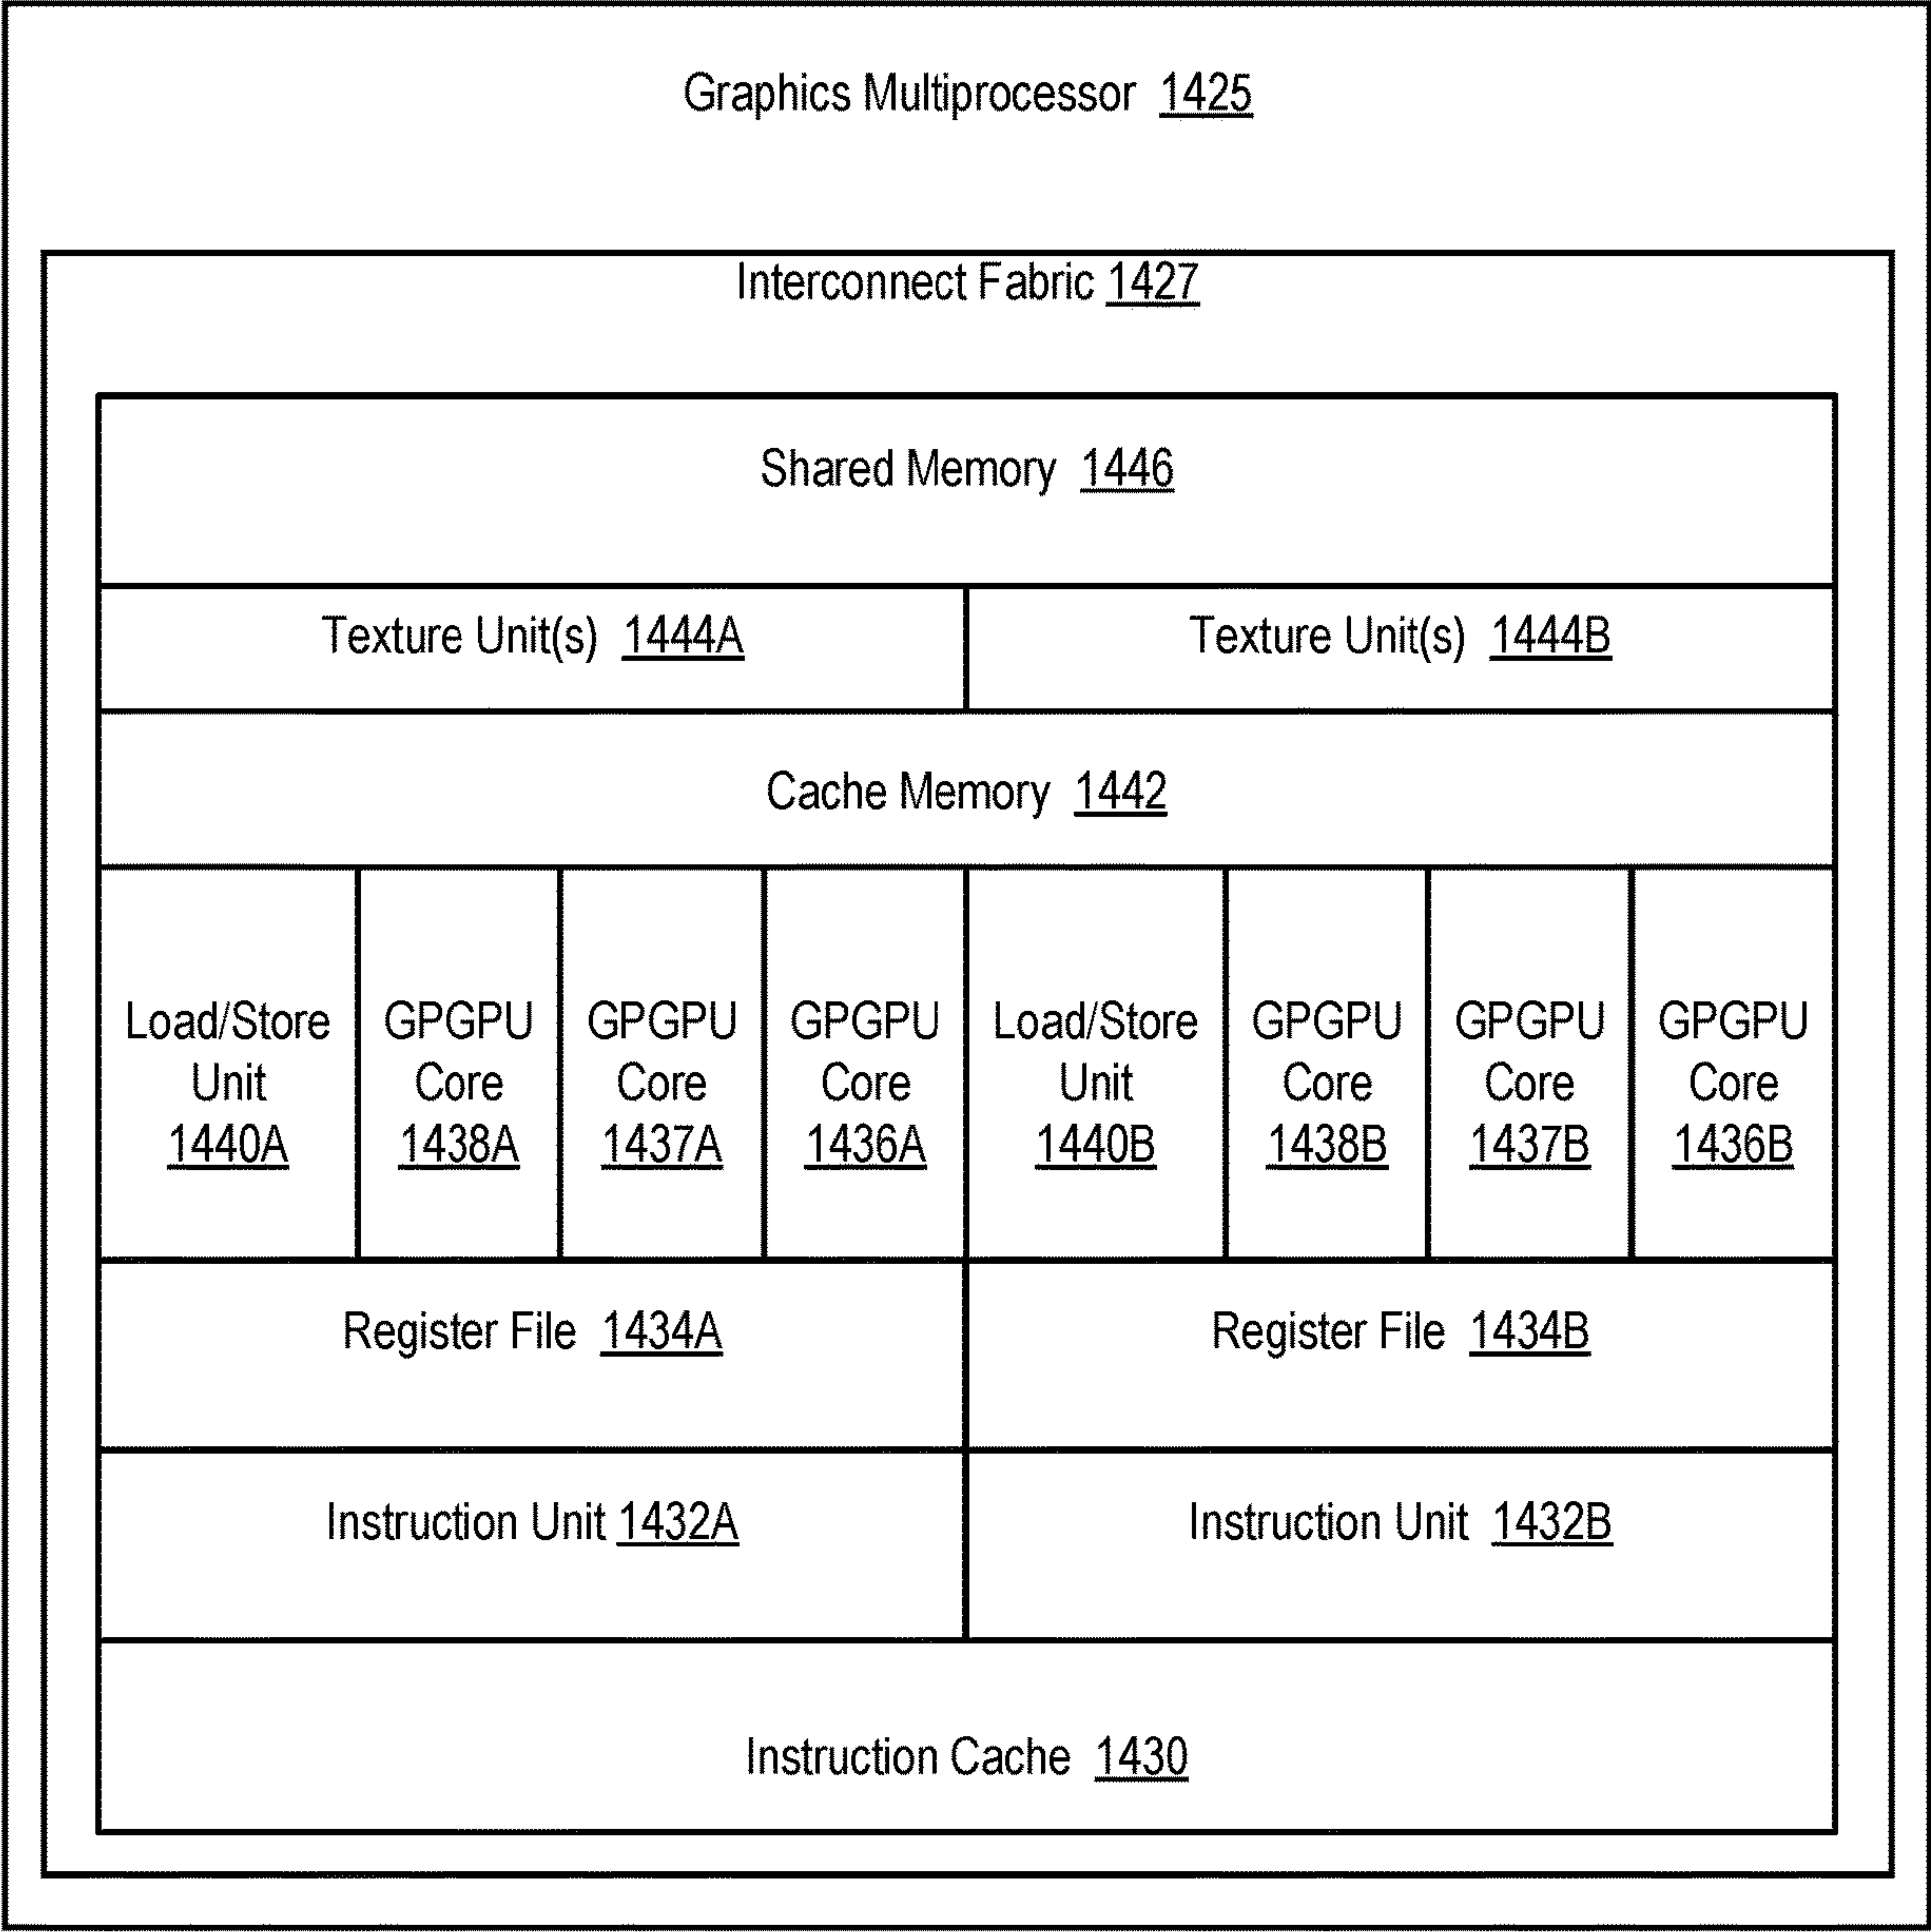 Graphics Multiprocessor 1425
Interconnect Fabric 1427
Shared Memory 1446
Texture Unit(s) 1444A
Texture Unit(s) 1444B
Cache Memory 1442
Load/Store
Unit
1440A
GPGPU
Core
1438A
GPGPU
Core
1437A
GPGPU
Core
1436A
Load/Store
Unit
1440B
GPGPU
Core
1438B
GPGPU
Core
1437B
GPGPU
Core
1436B
Register File 1434A
Register File 1434B
Instruction Unit 1432A
Instruction Unit 1432B
Instruction Cache 1430